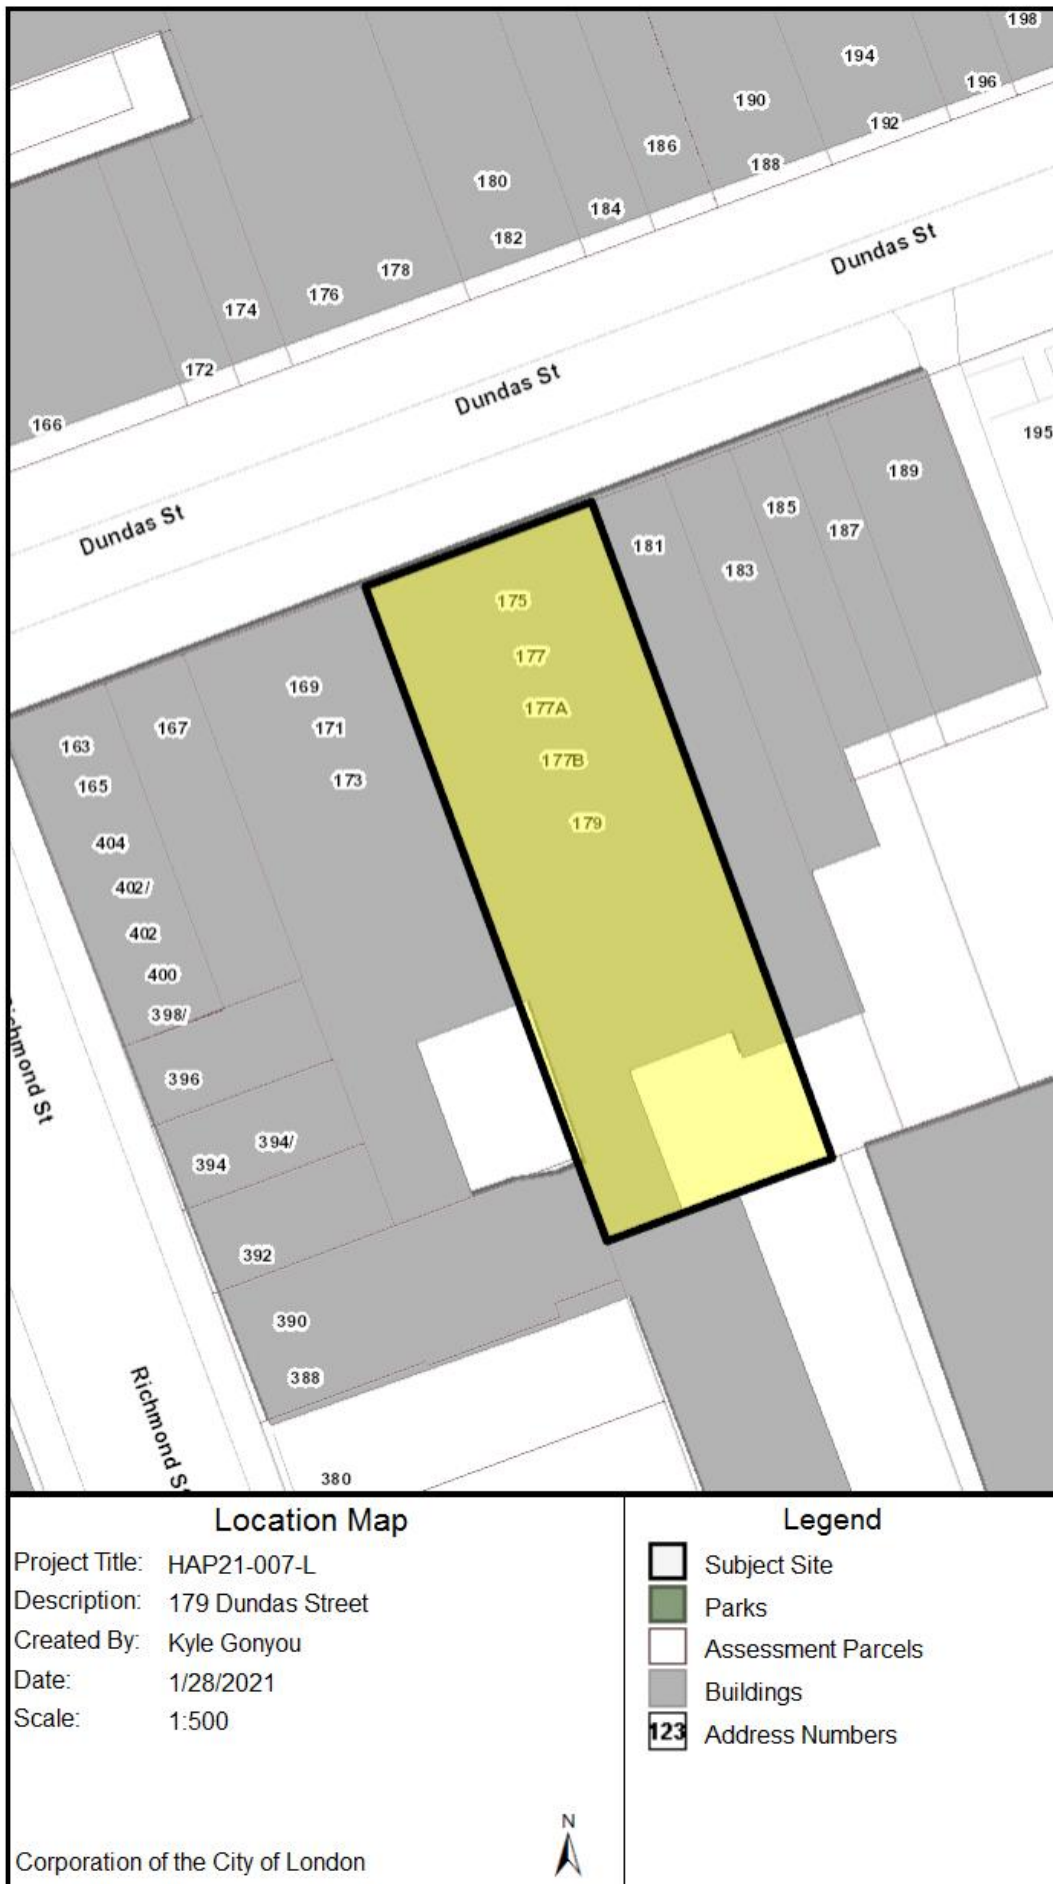 198
194
196
190
192
186
188
180
184
182
178
176
174
172
166
Dundas St
Dundas St
Dundas St
195
189
185
187
181
183
175
177
177A
177B
179
169
171
173
167
163
165
404
402/
402
400
398/
396
394/
394
392
390
388
380
Richmond St
Richmond St
Location Map
Project Title: HAP21-007-L
Description: 179 Dundas Street
Created By: Kyle Gonyou
Date: 1/28/2021
Scale: 1:500
Corporation of the City of London
N
Legend
Subject Site
Parks
Assessment Parcels
Buildings
123 Address Numbers